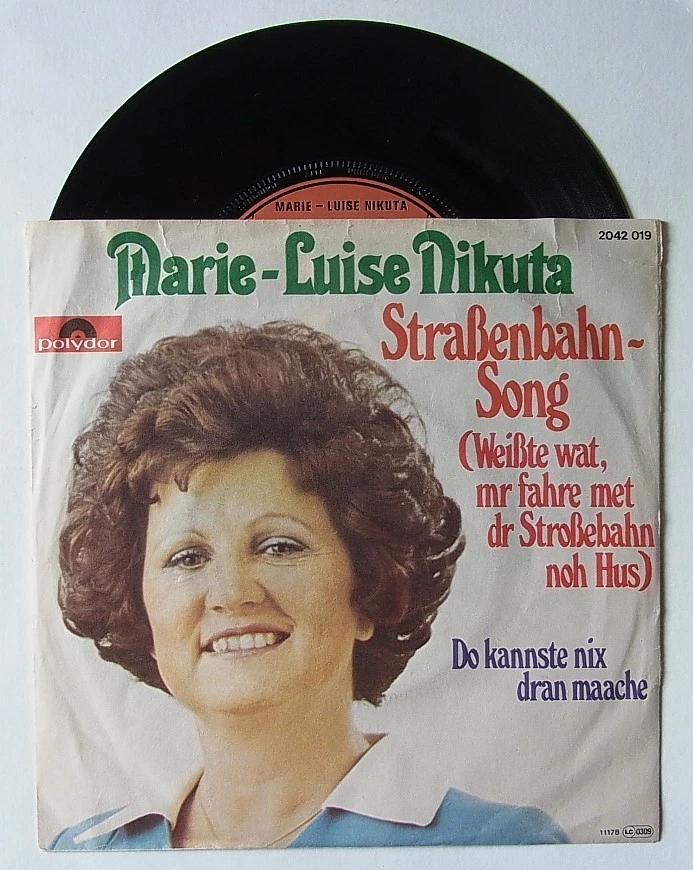 MARIE – LUISE NIKUTA
2042 019
Marie-Luise Nikuta
polydor
Straßenbahn-
Song
(Weißte wat,
mr fahre met
dr Stroßebahn
noh Hus)
Do kannste nix
dran maache
11178 LC 0309